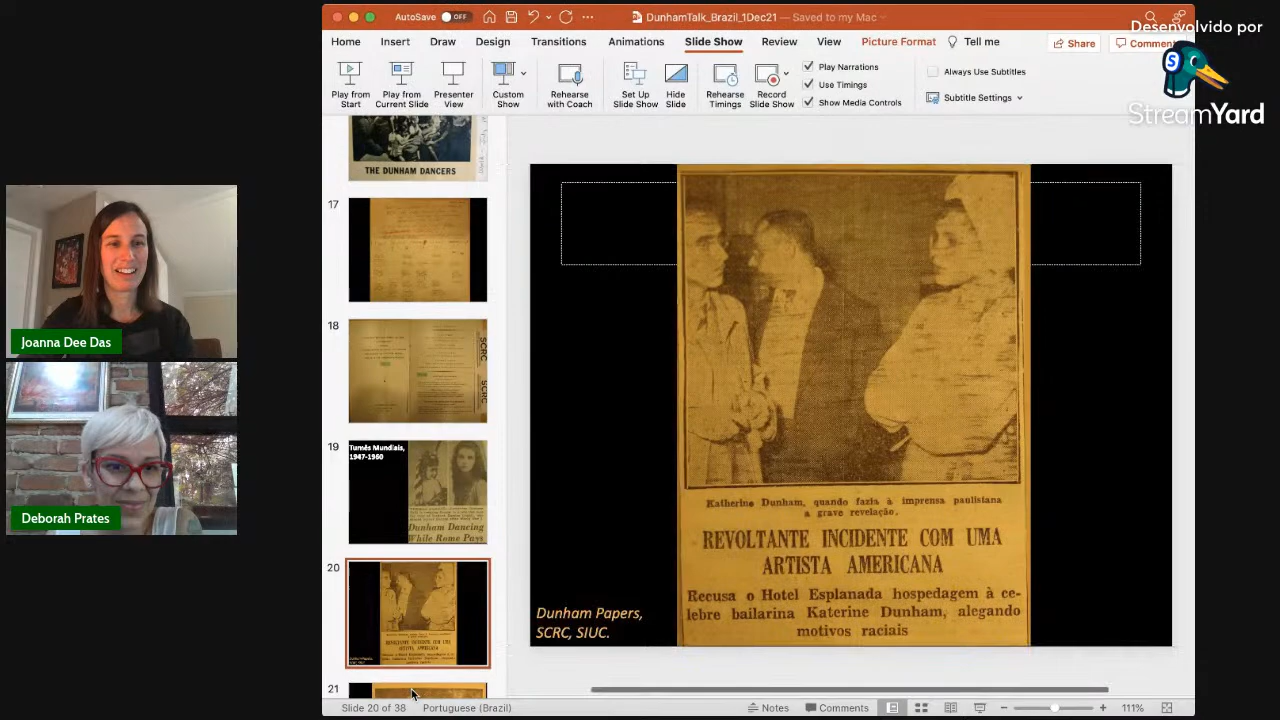 AutoSave OFF
DunhamTalk_Brazil_1Dec21 — Saved to my Mac
Desenvolvido por
StreamYard
Home Insert Draw Design Transitions Animations Slide Show Review View Picture Format Tell me
Share Comments
Play from Start
Play from Current Slide
Presenter View
Custom Show
Rehearse with Coach
Set Up Slide Show
Hide Slide
Rehearse Timings
Record Slide Show
Play Narrations
Use Timings
Show Media Controls
Always Use Subtitles
Subtitle Settings
THE DUNHAM DANCERS
17
18
SCRC
SCRC
19
Turnês Mundiais,
1947-1960
Dunham Dancing
While Rome Pays
20
21
Joanna Dee Das
Deborah Prates
Katherine Dunham, quando fazia à imprensa paulistana
a grave revelação.
REVOLTANTE INCIDENTE COM UMA
ARTISTA AMERICANA
Recusa o Hotel Esplanada hospedagem à ce-
lebre bailarina Katerine Dunham, alegando
motivos raciais
Dunham Papers,
SCRC, SIUC.
Slide 20 of 38 Portuguese (Brazil)
Notes Comments 111%